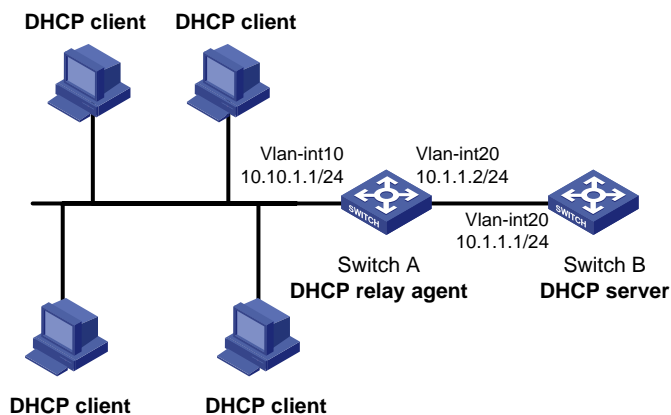 DHCP client
DHCP client
Vlan-int10
10.10.1.1/24
Vlan-int20
10.1.1.2/24
SWITCH
SWITCH
Vlan-int20
10.1.1.1/24
Switch A
DHCP relay agent
Switch B
DHCP server
DHCP client
DHCP client